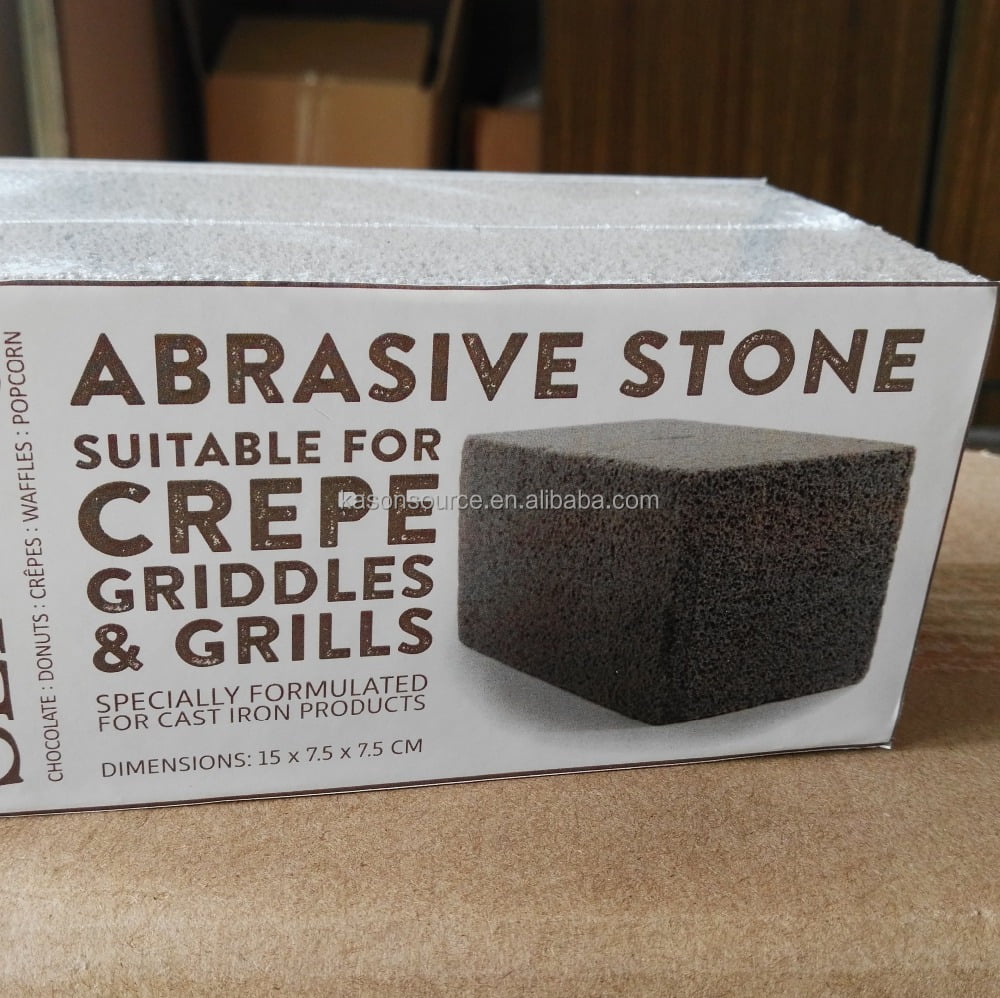 ABRASIVE STONE
SUITABLE FOR
CREPE
GRIDDLES
& GRILLS
SPECIALLY FORMULATED
FOR CAST IRON PRODUCTS
DIMENSIONS: 15 x 7.5 x 7.5 CM
CHOCOLATE : DONUTS : CRÊPES : WAFFLES : POPCORN
kasonsource.en.alibaba.com